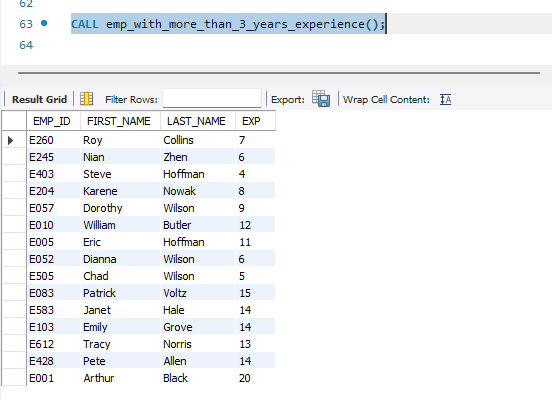 62
63 CALL emp_with_more_than_3_years_experience();
64
Result Grid Filter Rows: Export: Wrap Cell Content:
EMP_ID FIRST_NAME LAST_NAME EXP
E260 Roy Collins 7
E245 Nian Zhen 6
E403 Steve Hoffman 4
E204 Karene Nowak 8
E057 Dorothy Wilson 9
E010 William Butler 12
E005 Eric Hoffman 11
E052 Dianna Wilson 6
E505 Chad Wilson 5
E083 Patrick Voltz 15
E583 Janet Hale 14
E103 Emily Grove 14
E612 Tracy Norris 13
E428 Pete Allen 14
E001 Arthur Black 20